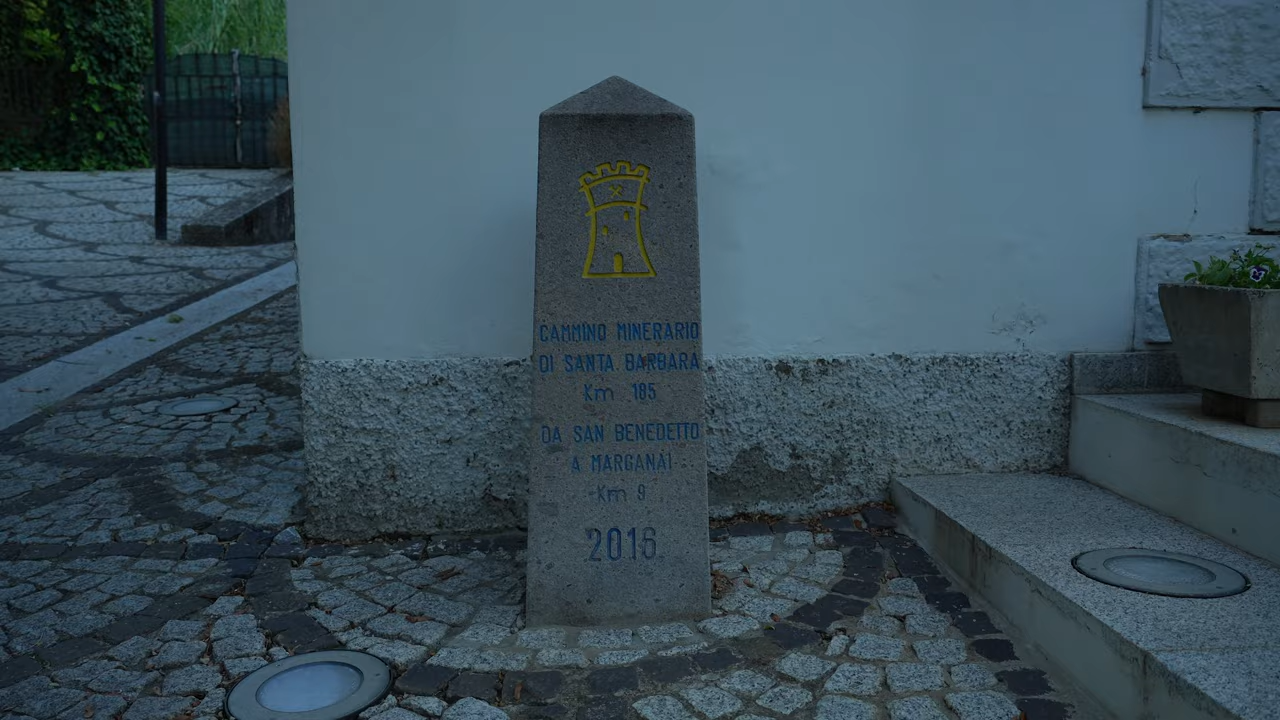 CAMMINO MINERARIO
DI SANTA BARBARA
Km 185
DA SAN BENEDETTO
A MARGANAI
Km 9
2016